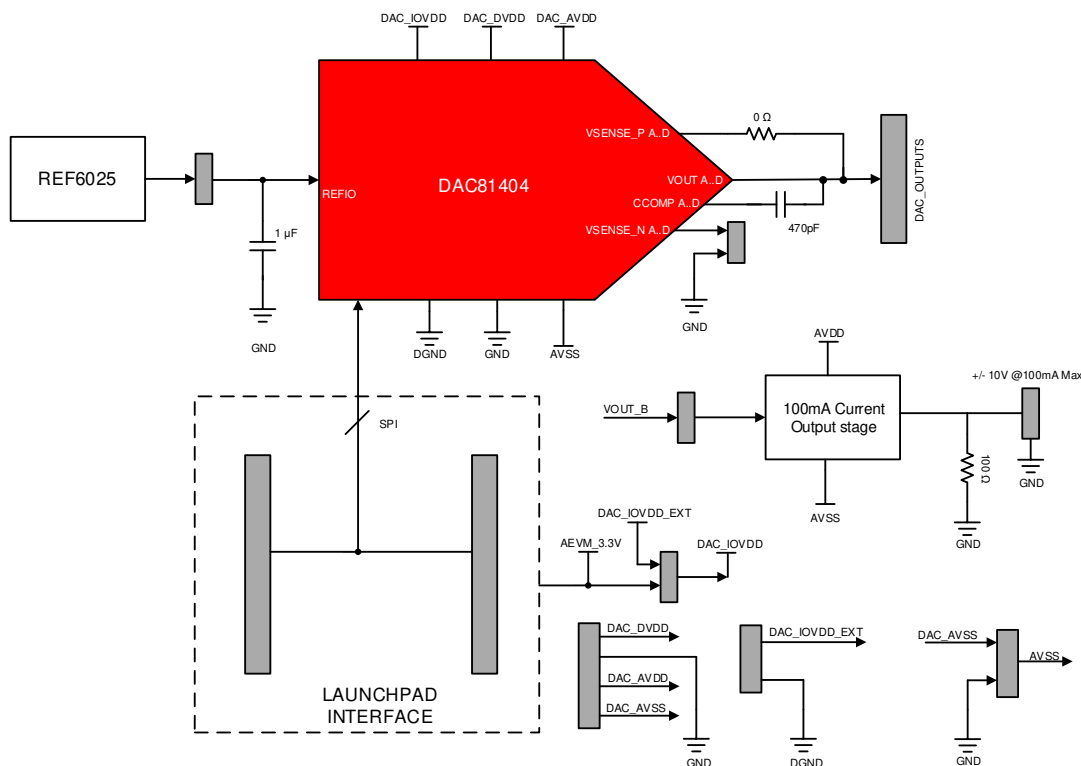 DAC_IOVDD
DAC_DVDD
DAC_AVDD
REF6025
REFIO
DAC81404
VSENSE_P A..D
0 Ω
VOUT A..D
CCOMP A..D
470pF
VSENSE_N A..D
DAC_OUTPUTS
1 µF
GND
DGND
GND
AVSS
GND
SPI
LAUNCHPAD
INTERFACE
VOUT_B
AVDD
100mA Current
Output stage
AVSS
+/- 10V @100mA Max
100 Ω
GND
GND
DAC_IOVDD_EXT
AEVM_3.3V
DAC_IOVDD
DAC_DVDD
DAC_AVDD
DAC_AVSS
GND
DAC_IOVDD_EXT
DGND
DAC_AVSS
AVSS
GND